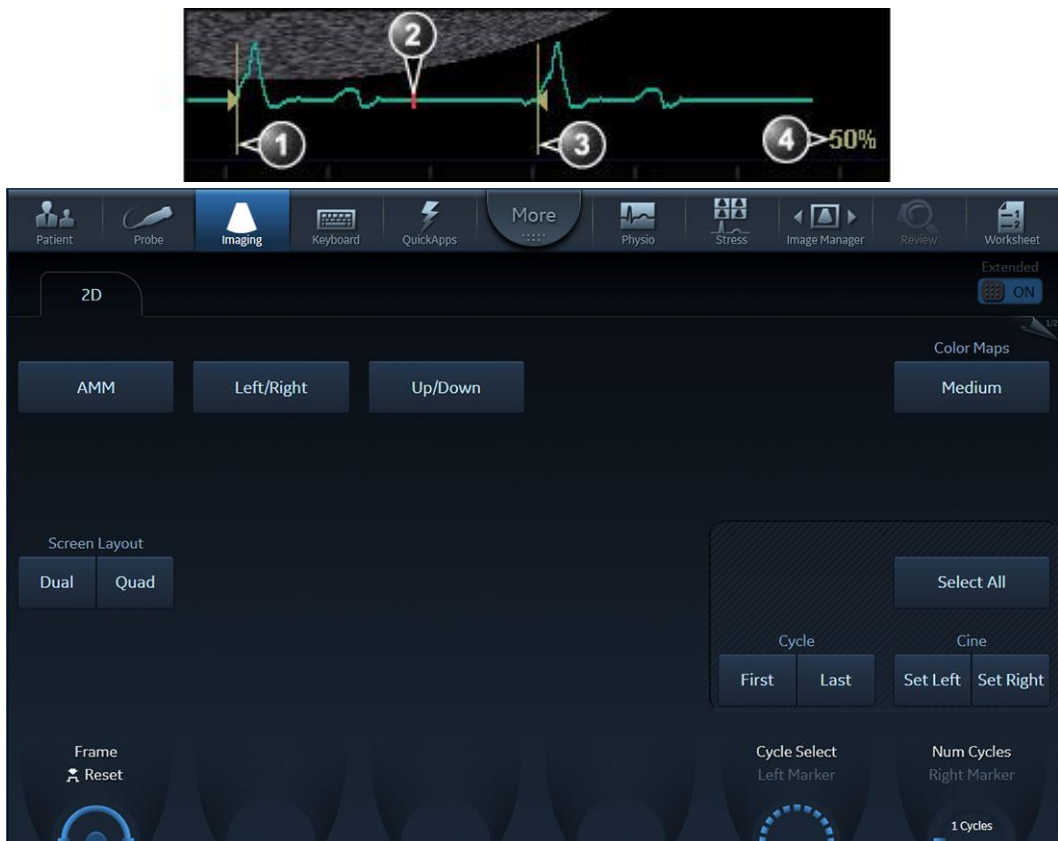 2
1
3
4
50%
Patient
Probe
Imaging
Keyboard
QuickApps
More
Physio
Stress
Image Manager
Review
Worksheet
Extended
ON
2D
1/2
Color Maps
AMM
Left/Right
Up/Down
Medium
Screen Layout
Dual
Quad
Select All
Cycle
Cine
First
Last
Set Left
Set Right
Frame
Reset
Cycle Select
Left Marker
Num Cycles
Right Marker
1 Cycles